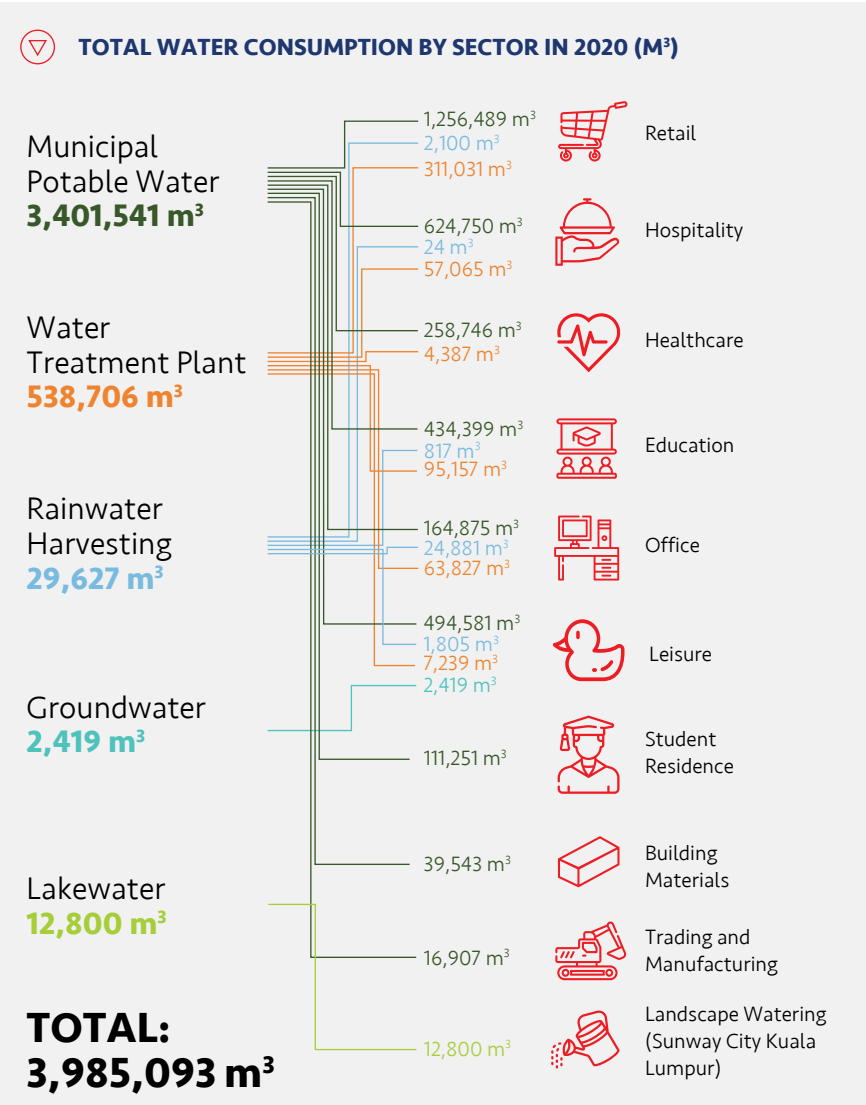 TOTAL WATER CONSUMPTION BY SECTOR IN 2020 (M³)
Municipal
Potable Water
3,401,541 m³
Water
Treatment Plant
538,706 m³
Rainwater
Harvesting
29,627 m³
Groundwater
2,419 m³
Lakewater
12,800 m³
TOTAL:
3,985,093 m³
1,256,489 m³
2,100 m³
311,031 m³
Retail
624,750 m³
24 m³
57,065 m³
Hospitality
258,746 m³
4,387 m³
Healthcare
434,399 m³
817 m³
95,157 m³
Education
164,875 m³
24,881 m³
63,827 m³
Office
494,581 m³
1,805 m³
7,239 m³
2,419 m³
Leisure
111,251 m³
Student
Residence
39,543 m³
Building
Materials
16,907 m³
Trading and
Manufacturing
12,800 m³
Landscape Watering
(Sunway City Kuala
Lumpur)